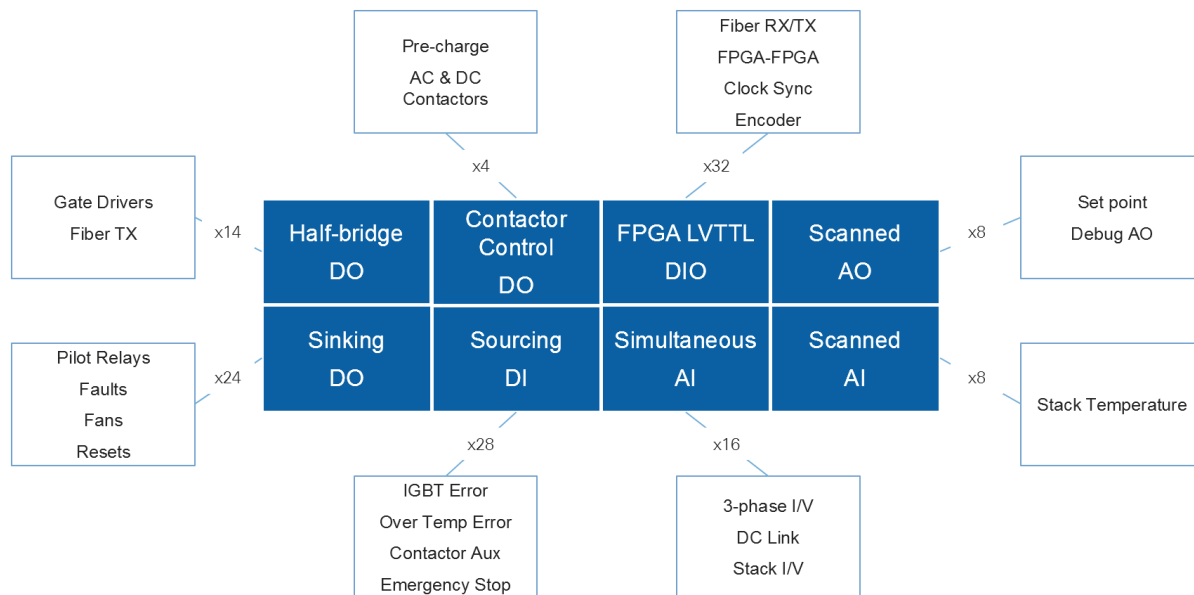 Pre-charge
AC & DC
Contactors
Fiber RX/TX
FPGA-FPGA
Clock Sync
Encoder
x4
x32
Gate Drivers
Fiber TX
x14
Half-bridge
DO
Contactor
Control
DO
FPGA LVTTL
DIO
Scanned
AO
x8
Set point
Debug AO
Pilot Relays
Faults
Fans
Resets
x24
Sinking
DO
Sourcing
DI
Simultaneous
AI
Scanned
AI
x8
Stack Temperature
x28
x16
IGBT Error
Over Temp Error
Contactor Aux
Emergency Stop
3-phase I/V
DC Link
Stack I/V